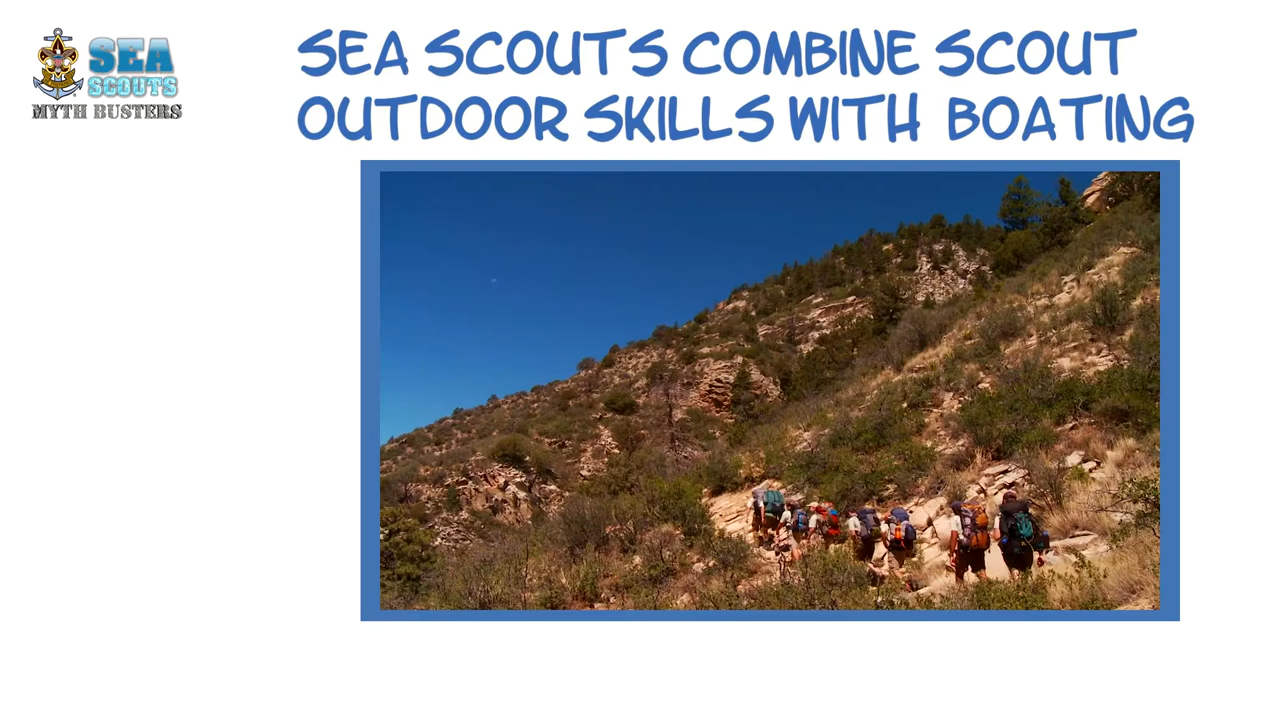 SEA
SCOUTS
MYTH BUSTERS
SEA SCOUTS COMBINE SCOUT
OUTDOOR SKILLS WITH BOATING